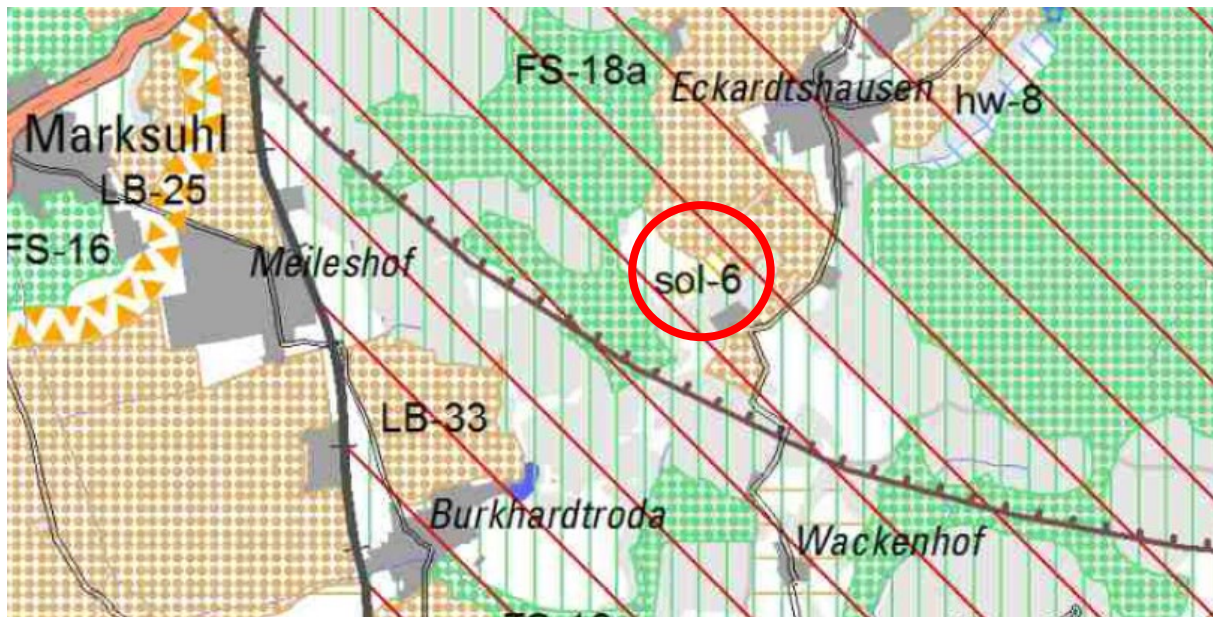 FS-18a
Eckardtshausen
hw-8
Marksuhl
LB-25
FS-16
Meileshof
sol-6
LB-33
Burkhardtroda
Wackenhof